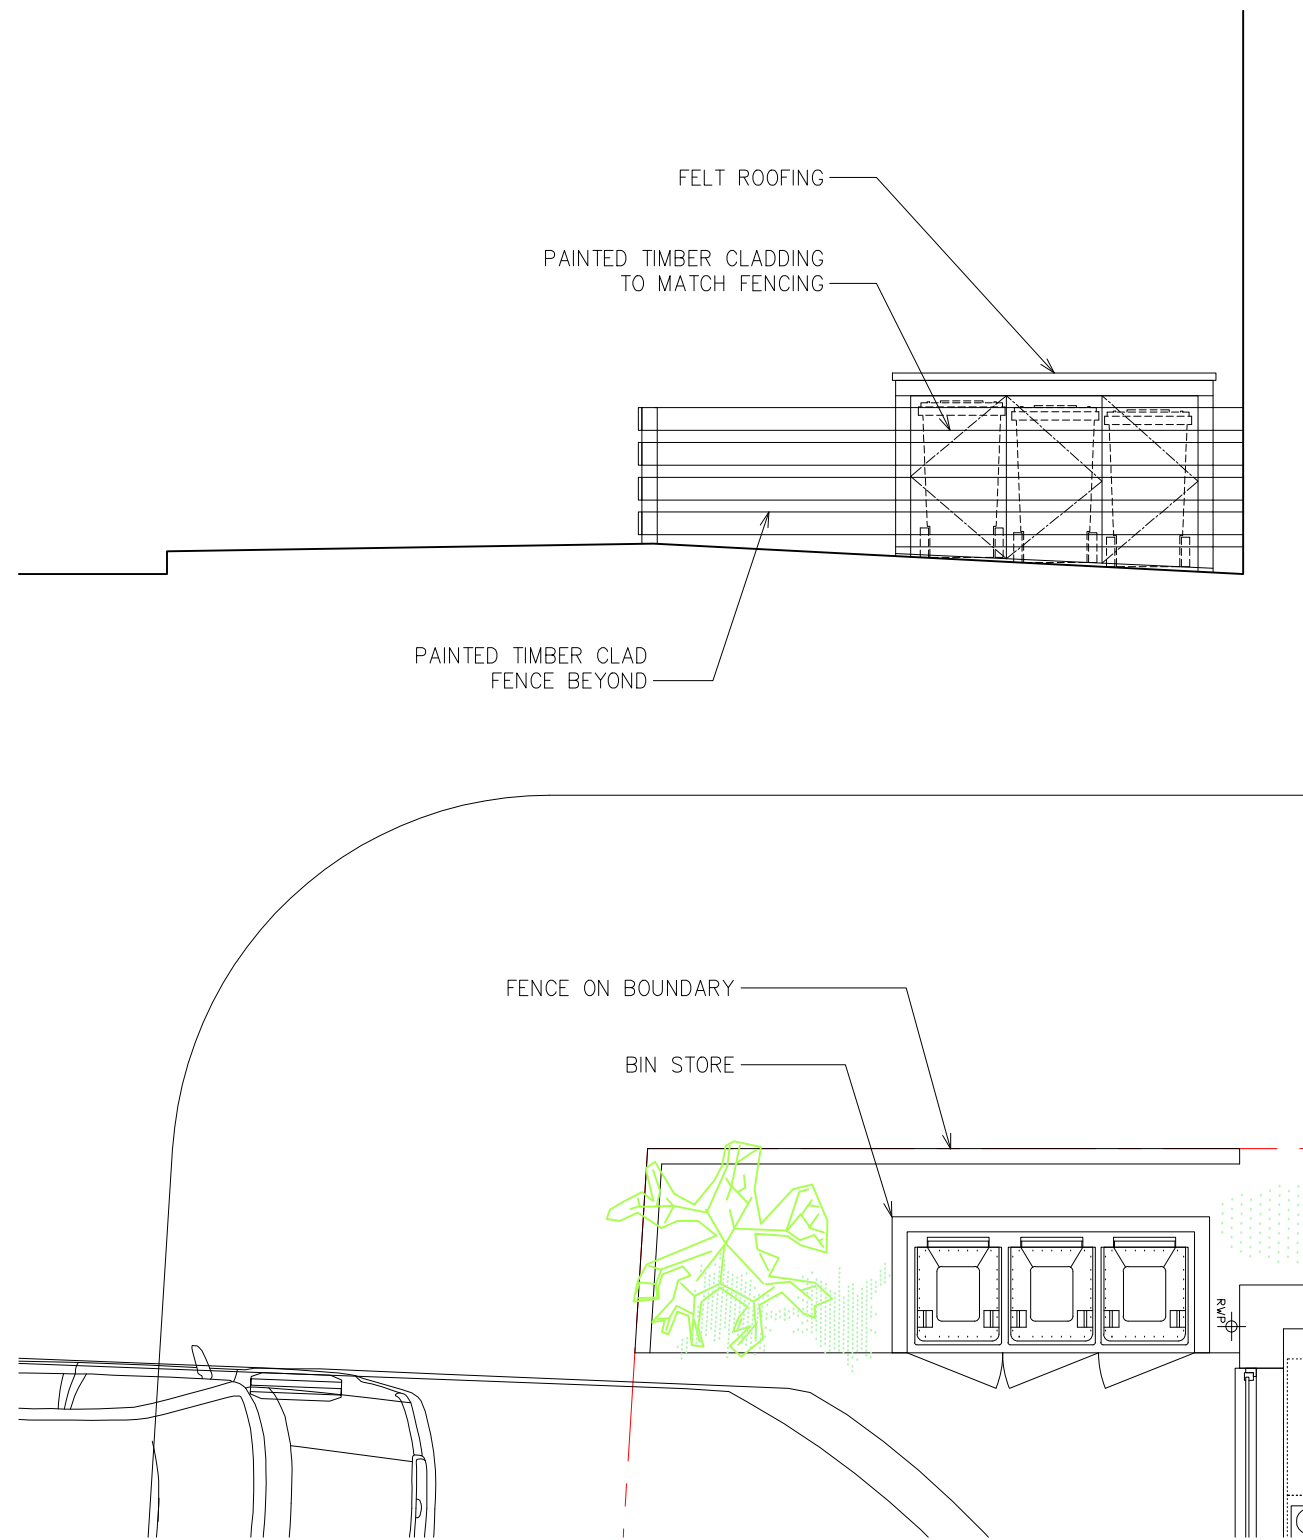 FELT ROOFING
PAINTED TIMBER CLADDING
TO MATCH FENCING
PAINTED TIMBER CLAD
FENCE BEYOND
FENCE ON BOUNDARY
BIN STORE
RWP